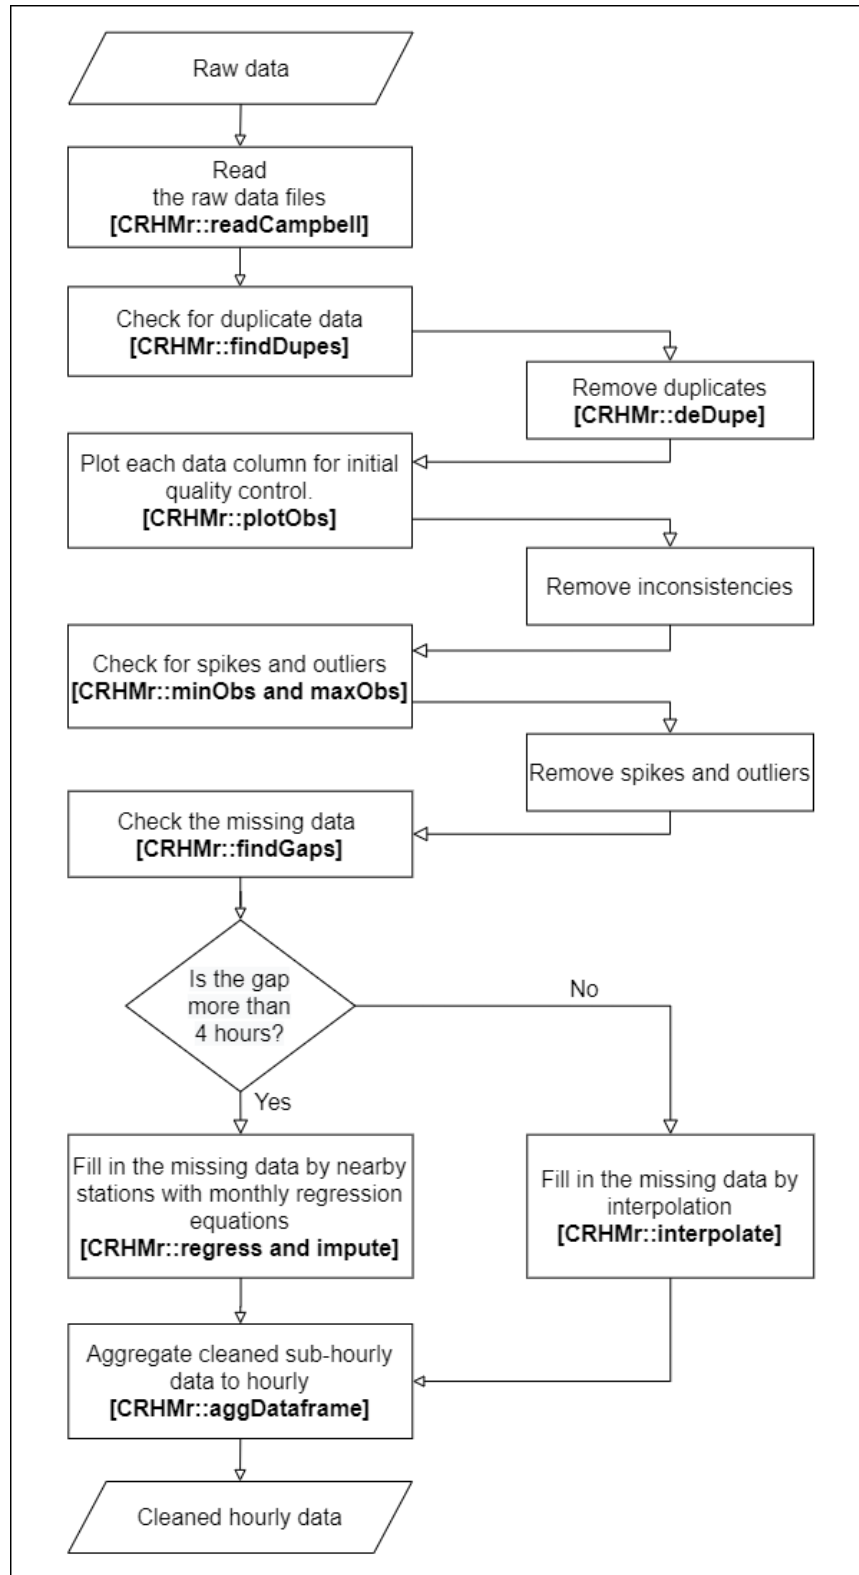 Raw data
Read
the raw data files
[CRHMr::readCampbell]
Check for duplicate data
[CRHMr::findDupes]
Remove duplicates
[CRHMr::deDupe]
Plot each data column for initial
quality control.
[CRHMr::plotObs]
Remove inconsistencies
Check for spikes and outliers
[CRHMr::minObs and maxObs]
Remove spikes and outliers
Check the missing data
[CRHMr::findGaps]
Is the gap
more than
4 hours?
No
Yes
Fill in the missing data by nearby
stations with monthly regression
equations
[CRHMr::regress and impute]
Fill in the missing data by
interpolation
[CRHMr::interpolate]
Aggregate cleaned sub-hourly
data to hourly
[CRHMr::aggDataframe]
Cleaned hourly data